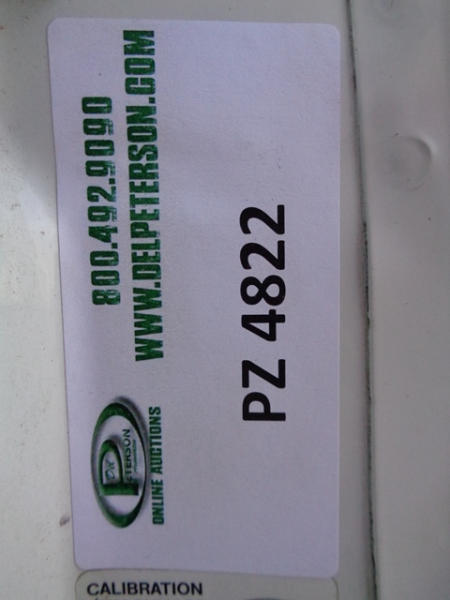 800.492.9090
WWW.DELPETERSON.COM
Del
PETERSON
ONLINE AUCTIONS
PZ 4822
CALIBRATION